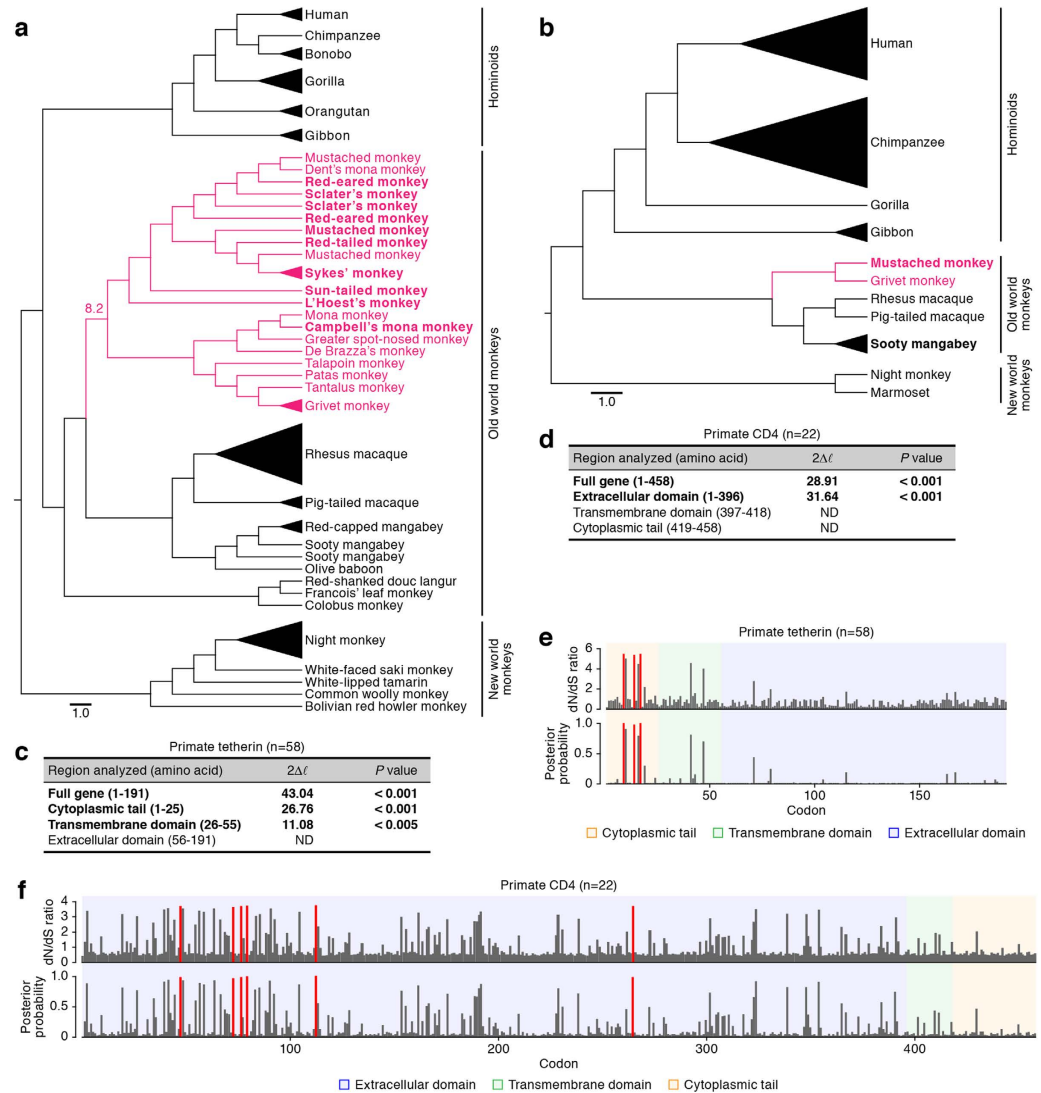 a
Human
Chimpanzee
Bonobo
Gorilla
Orangutan
Gibbon
Hominoids
Mustached monkey
Dent's mona monkey
Red-eared monkey
Sclater's monkey
Sclater's monkey
Red-eared monkey
Mustached monkey
Red-tailed monkey
Mustached monkey
Sykes' monkey
Sun-tailed monkey
L'Hoest's monkey
8.2
Mona monkey
Campbell's mona monkey
Greater spot-nosed monkey
De Brazza's monkey
Talapoin monkey
Patas monkey
Tantalus monkey
Grivet monkey
Rhesus macaque
Pig-tailed macaque
Red-capped mangabey
Sooty mangabey
Sooty mangabey
Olive baboon
Red-shanked douc langur
Francois' leaf monkey
Colobus monkey
Old world monkeys
Night monkey
White-faced saki monkey
White-lipped tamarin
Common woolly monkey
Bolivian red howler monkey
New world
monkeys
1.0
b
Human
Chimpanzee
Gorilla
Gibbon
Hominoids
Mustached monkey
Grivet monkey
Rhesus macaque
Pig-tailed macaque
Sooty mangabey
Old world
monkeys
Night monkey
Marmoset
New world
monkeys
1.0
c
Primate tetherin (n=58)
Region analyzed (amino acid) 2Δℓ P value
Full gene (1-191) 43.04 < 0.001
Cytoplasmic tail (1-25) 26.76 < 0.001
Transmembrane domain (26-55) 11.08 < 0.005
Extracellular domain (56-191) ND
d
Primate CD4 (n=22)
Region analyzed (amino acid) 2Δℓ P value
Full gene (1-458) 28.91 < 0.001
Extracellular domain (1-396) 31.64 < 0.001
Transmembrane domain (397-418) ND
Cytoplasmic tail (419-458) ND
e
Primate tetherin (n=58)
dN/dS ratio
6
4
2
0
Posterior
probability
1.0
0.5
0
50 100 150
Codon
Cytoplasmic tail Transmembrane domain Extracellular domain
f
Primate CD4 (n=22)
dN/dS ratio
4
3
2
1
0
Posterior
probability
1.0
0.5
0
100 200 300 400
Codon
Extracellular domain Transmembrane domain Cytoplasmic tail